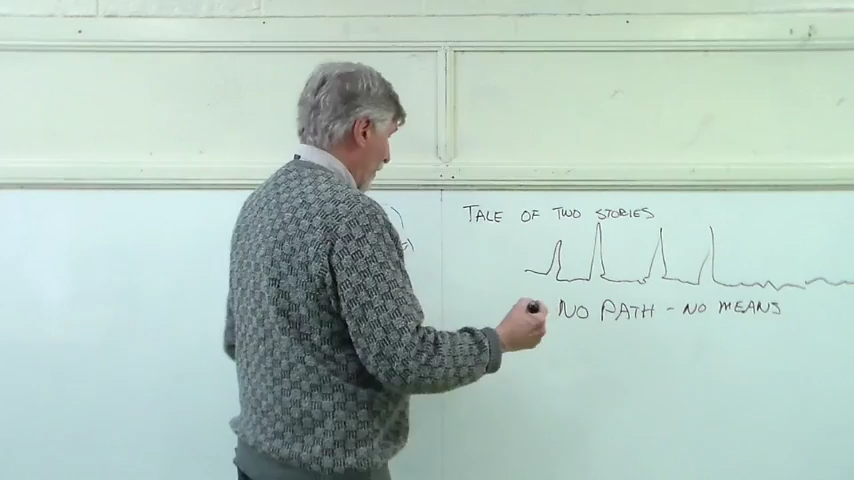 TALE OF TWO STORIES
NO PATH - NO MEANS